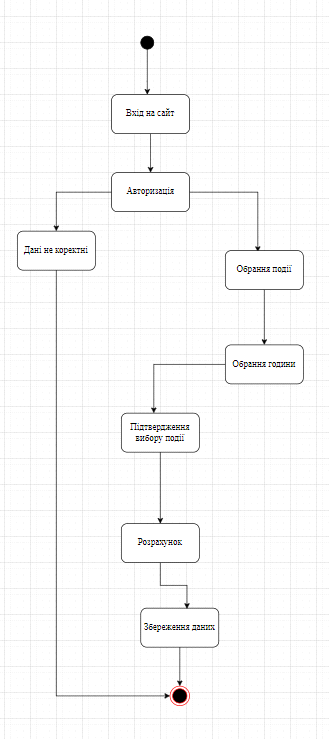 Вхід на сайт
Авторизація
Дані не коректні
Обрання події
Обрання години
Підтвердження
вибору події
Розрахунок
Збереження даних